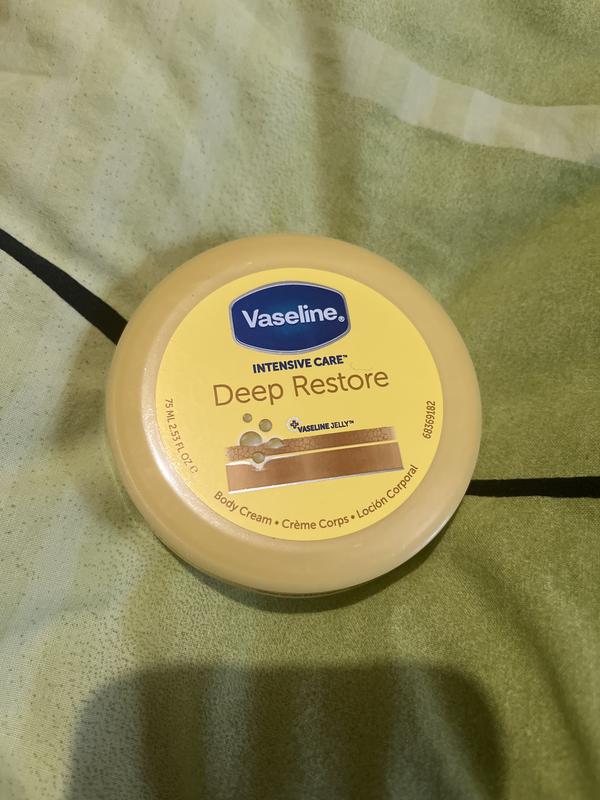 Vaseline®
INTENSIVE CARE™
Deep Restore
VASELINE JELLY™
75 ML 2.53 FL OZ ℮
68369182
Body Cream • Crème Corps • Loción Corporal